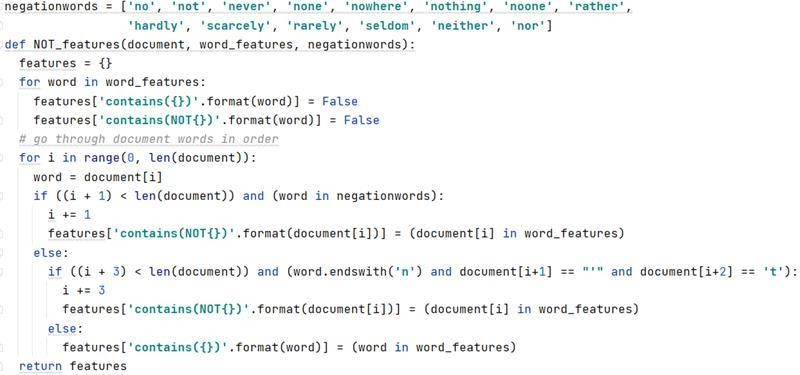 negationwords = ['no', 'not', 'never', 'none', 'nowhere', 'nothing', 'noone', 'rather',
                 'hardly', 'scarcely', 'rarely', 'seldom', 'neither', 'nor']
def NOT_features(document, word_features, negationwords):
  features = {}
  for word in word_features:
    features['contains({})'.format(word)] = False
    features['contains(NOT{})'.format(word)] = False
  # go through document words in order
  for i in range(0, len(document)):
    word = document[i]
    if ((i + 1) < len(document)) and (word in negationwords):
      i += 1
      features['contains(NOT{})'.format(document[i])] = (document[i] in word_features)
    else:
      if ((i + 3) < len(document)) and (word.endswith('n') and document[i+1] == "'" and document[i+2] == 't'):
        i += 3
        features['contains(NOT{})'.format(document[i])] = (document[i] in word_features)
      else:
        features['contains({})'.format(word)] = (word in word_features)
  return features